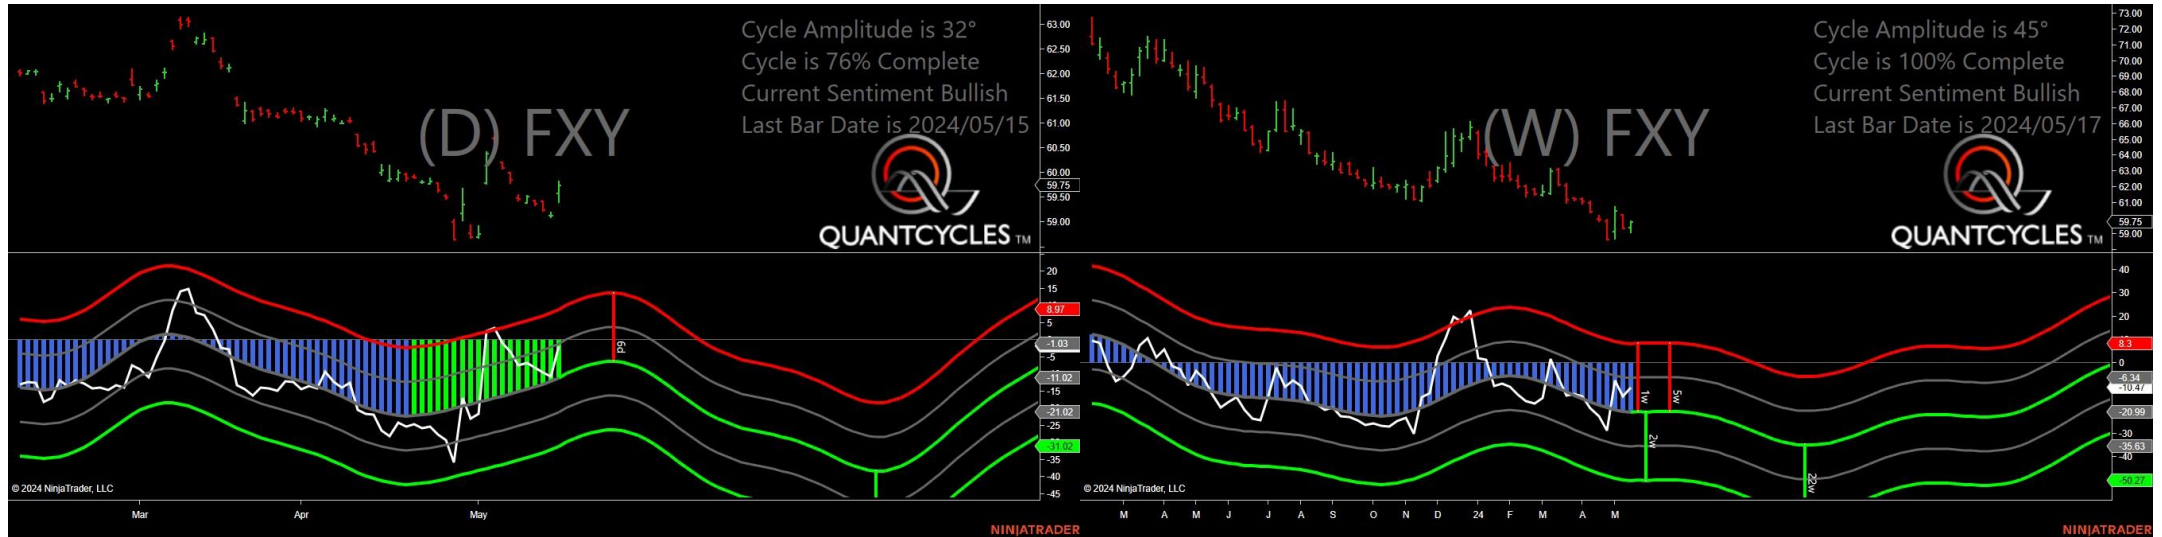 Cycle Amplitude is 32°
Cycle is 76% Complete
Current Sentiment Bullish
Last Bar Date is 2024/05/15
(D) FXY
QUANTCYCLES TM
63.00
62.50
62.00
61.50
61.00
60.50
60.00
59.75
59.50
59.00
20
15
8.97
5
-1.03
-5
-11.02
-15
-21.02
-25
-31.02
-35
-40
-45
6d
© 2024 NinjaTrader, LLC
Mar
Apr
May
NINJATRADER
Cycle Amplitude is 45°
Cycle is 100% Complete
Current Sentiment Bullish
Last Bar Date is 2024/05/17
(W) FXY
QUANTCYCLES TM
73.00
72.00
71.00
70.00
69.00
68.00
67.00
66.00
65.00
64.00
63.00
62.00
61.00
59.75
59.00
40
30
20
8.3
0
-6.34
-10.47
-20.99
-30
-35.63
-40
-50.27
1w
5w
2w
22w
© 2024 NinjaTrader, LLC
M A M J J A S O N D 24 F M A M
NINJATRADER